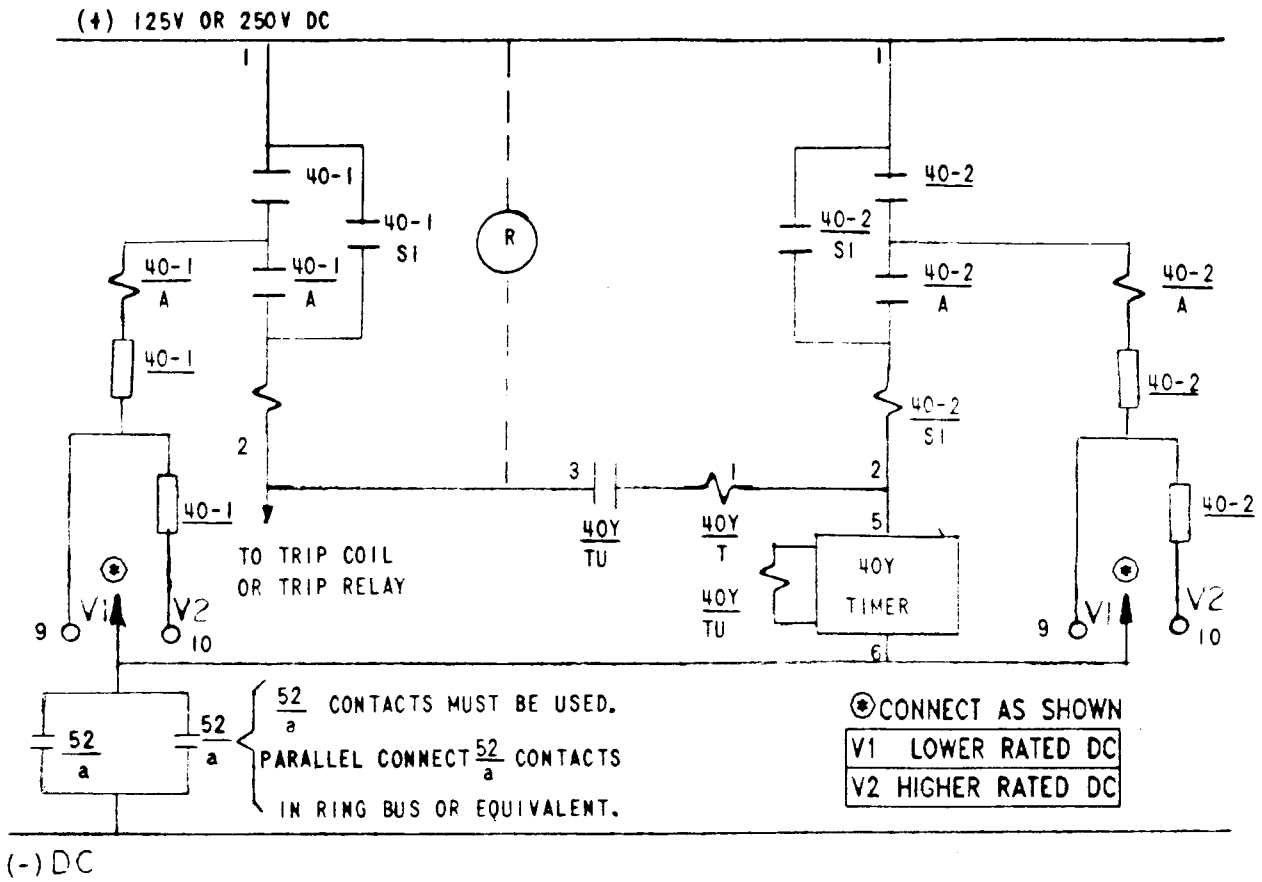 (+) 125V OR 250V DC
1
1
40-1
40-2
40-1
SI
40-2
SI
R
40-1
A
40-1
A
40-2
A
40-2
A
40-1
40-2
40-2
SI
2
3
1
2
40-1
40-2
40Y
TU
40Y
T
5
TO TRIP COIL
OR TRIP RELAY
40Y
TIMER
40Y
TU
V1
V2
9
10
V1
V2
9
10
6
52
a
52
a
52
a
CONTACTS MUST BE USED.
PARALLEL CONNECT 52
a
CONTACTS
IN RING BUS OR EQUIVALENT.
* CONNECT AS SHOWN
V1 LOWER RATED DC
V2 HIGHER RATED DC
(-) DC